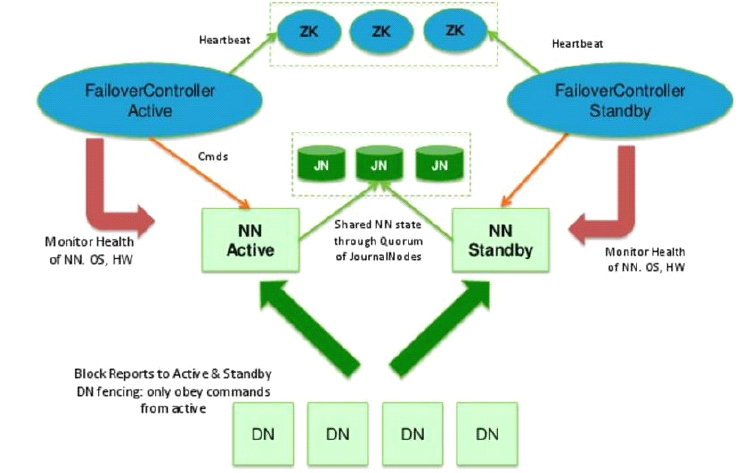 ZK
ZK
ZK
Heartbeat
Heartbeat
FailoverController
Active
FailoverController
Standby
Cmds
JN
JN
JN
NN
Active
Shared NN state
through Quorum
of JournalNodes
NN
Standby
Monitor Health
of NN. OS, HW
Monitor Health
of NN. OS, HW
Block Reports to Active & Standby
DN fencing: only obey commands
from active
DN
DN
DN
DN